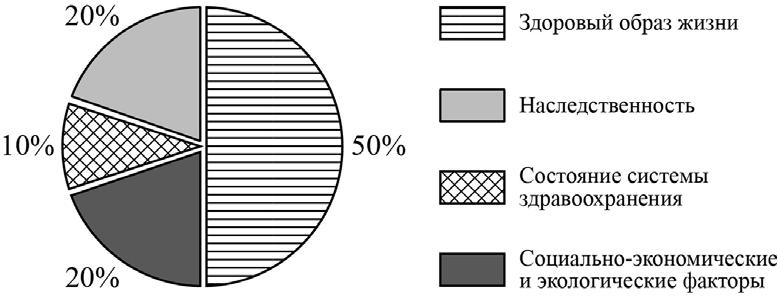 20%
10%
20%
50%
Здоровый образ жизни
Наследственность
Состояние системы
здравоохранения
Социально-экономические
и экологические факторы